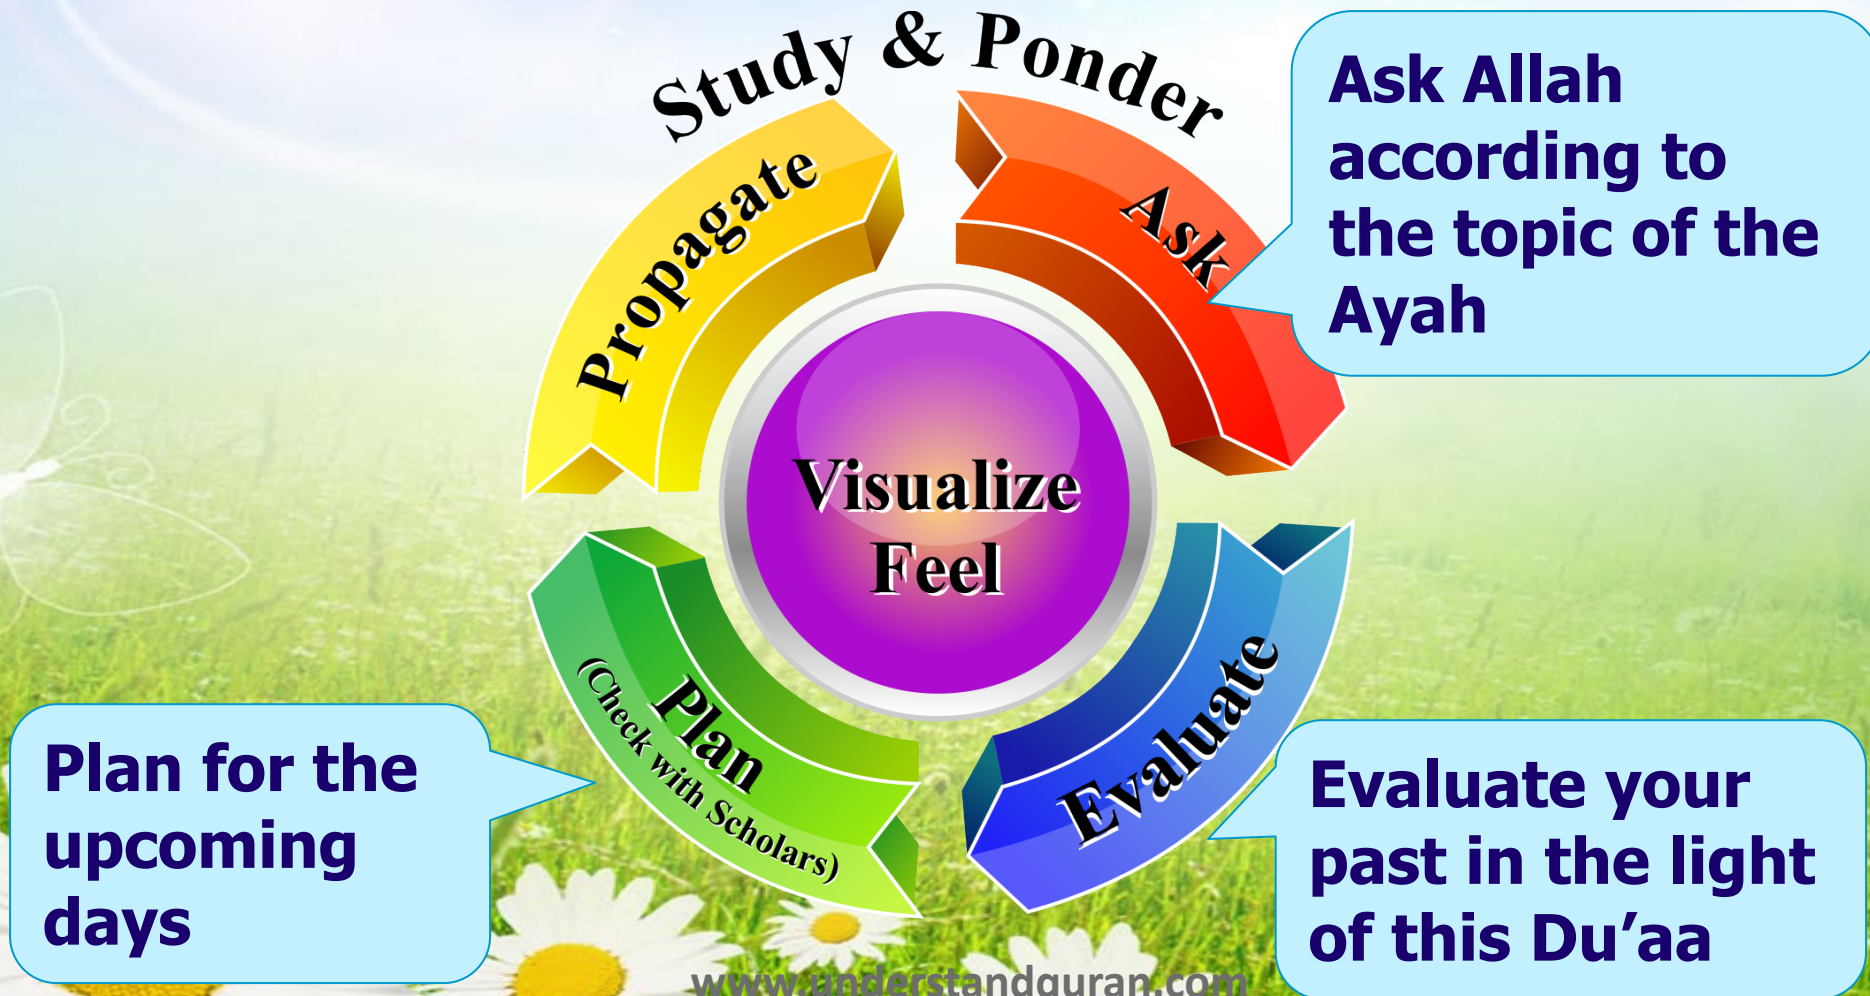 Study & Ponder
Propagate
Ask
Ask Allah
according to
the topic of the
Ayah
Visualize
Feel
Plan
(Check with Scholars)
Evaluate
Plan for the
upcoming
days
Evaluate your
past in the light
of this Du’aa
www.understandquran.com